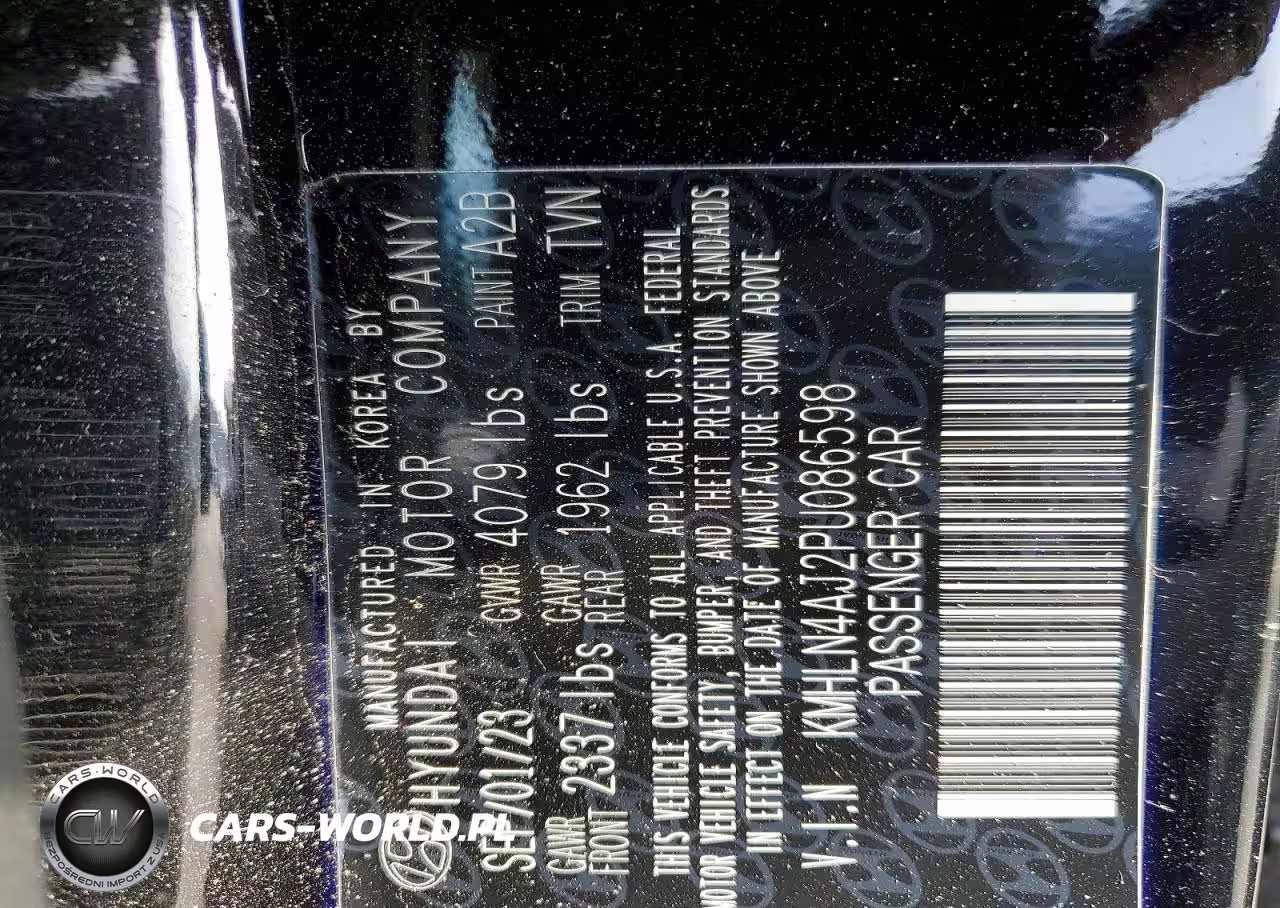 MANUFACTURED IN KOREA BY
HYUNDAI MOTOR COMPANY
SEP/01/23 GVWR 4079 lbs PAINT A2B
GAWR FRONT 2337 lbs GAWR REAR 1962 lbs TRIM TVN
THIS VEHICLE CONFORMS TO ALL APPLICABLE U.S.A. FEDERAL
MOTOR VEHICLE SAFETY, BUMPER, AND THEFT PREVENTION STANDARDS
IN EFFECT ON THE DATE OF MANUFACTURE SHOWN ABOVE
V.I.N KMHLN4AJ2PU086598
PASSENGER CAR
CARS-WORLD
CW
BEZPOŚREDNI IMPORT Z USA
CARS-WORLD.PL